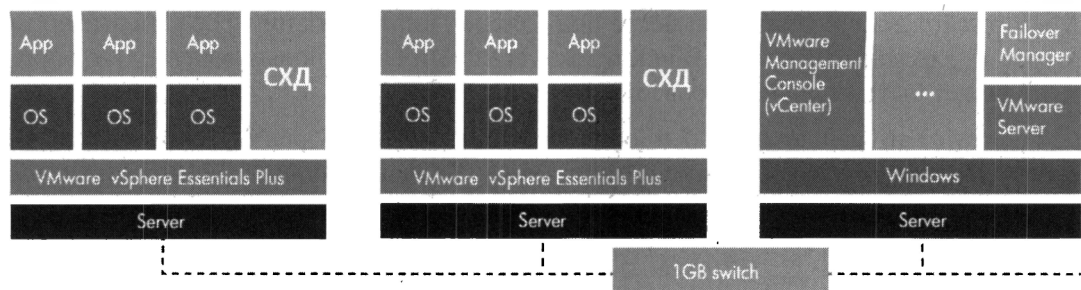 App App App
СХД
OS OS OS
VMware vSphere Essentials Plus
Server
App App App
СХД
OS OS OS
VMware vSphere Essentials Plus
Server
VMware
Management
Console
(vCenter)
...
Failover
Manager
VMware
Server
Windows
Server
1GB switch